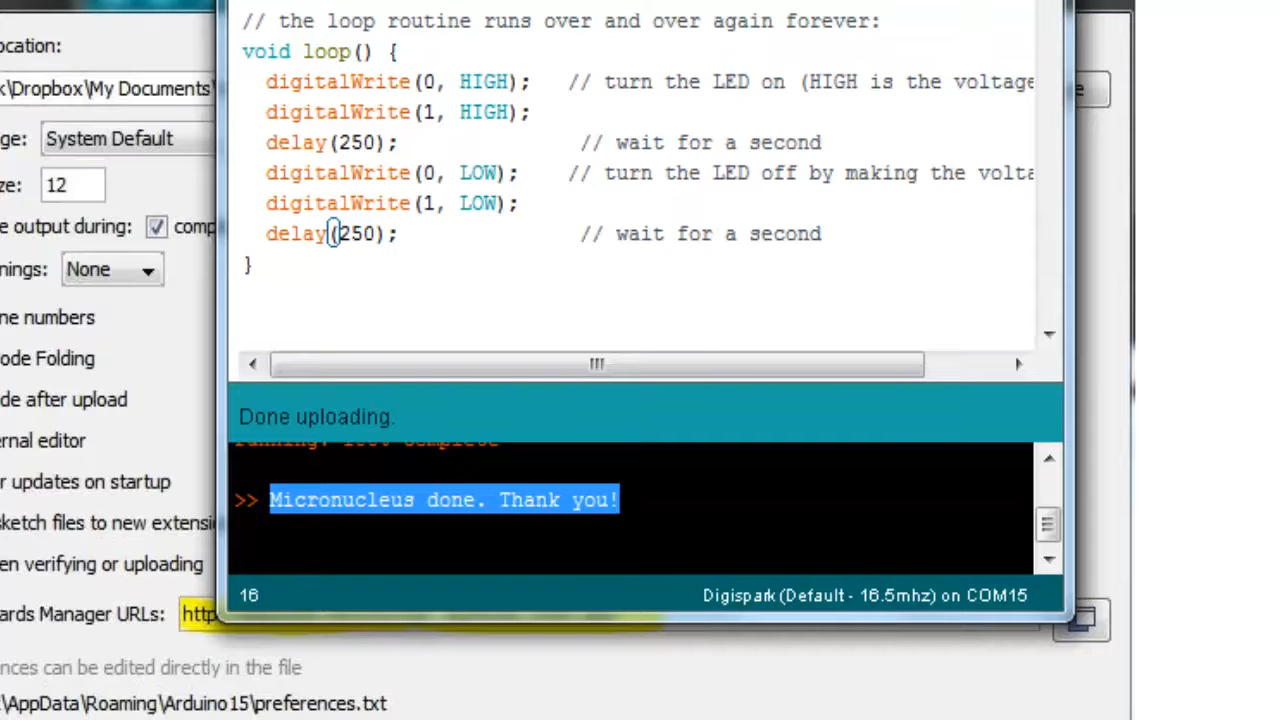 // the loop routine runs over and over again forever:
void loop() {
digitalWrite(0, HIGH); // turn the LED on (HIGH is the voltage
digitalWrite(1, HIGH);
delay(250); // wait for a second
digitalWrite(0, LOW); // turn the LED off by making the volta
digitalWrite(1, LOW);
delay(250); // wait for a second
}
Done uploading.
>> Micronucleus done. Thank you!
16 Digispark (Default - 16.5mhz) on COM15
ocation:
k\Dropbox\My Documents\
ge: System Default
ze: 12
e output during: comp
nings: None
ne numbers
ode Folding
de after upload
rnal editor
r updates on startup
sketch files to new extensio
en verifying or uploading
ards Manager URLs: http
nces can be edited directly in the file
\AppData\Roaming\Arduino15\preferences.txt